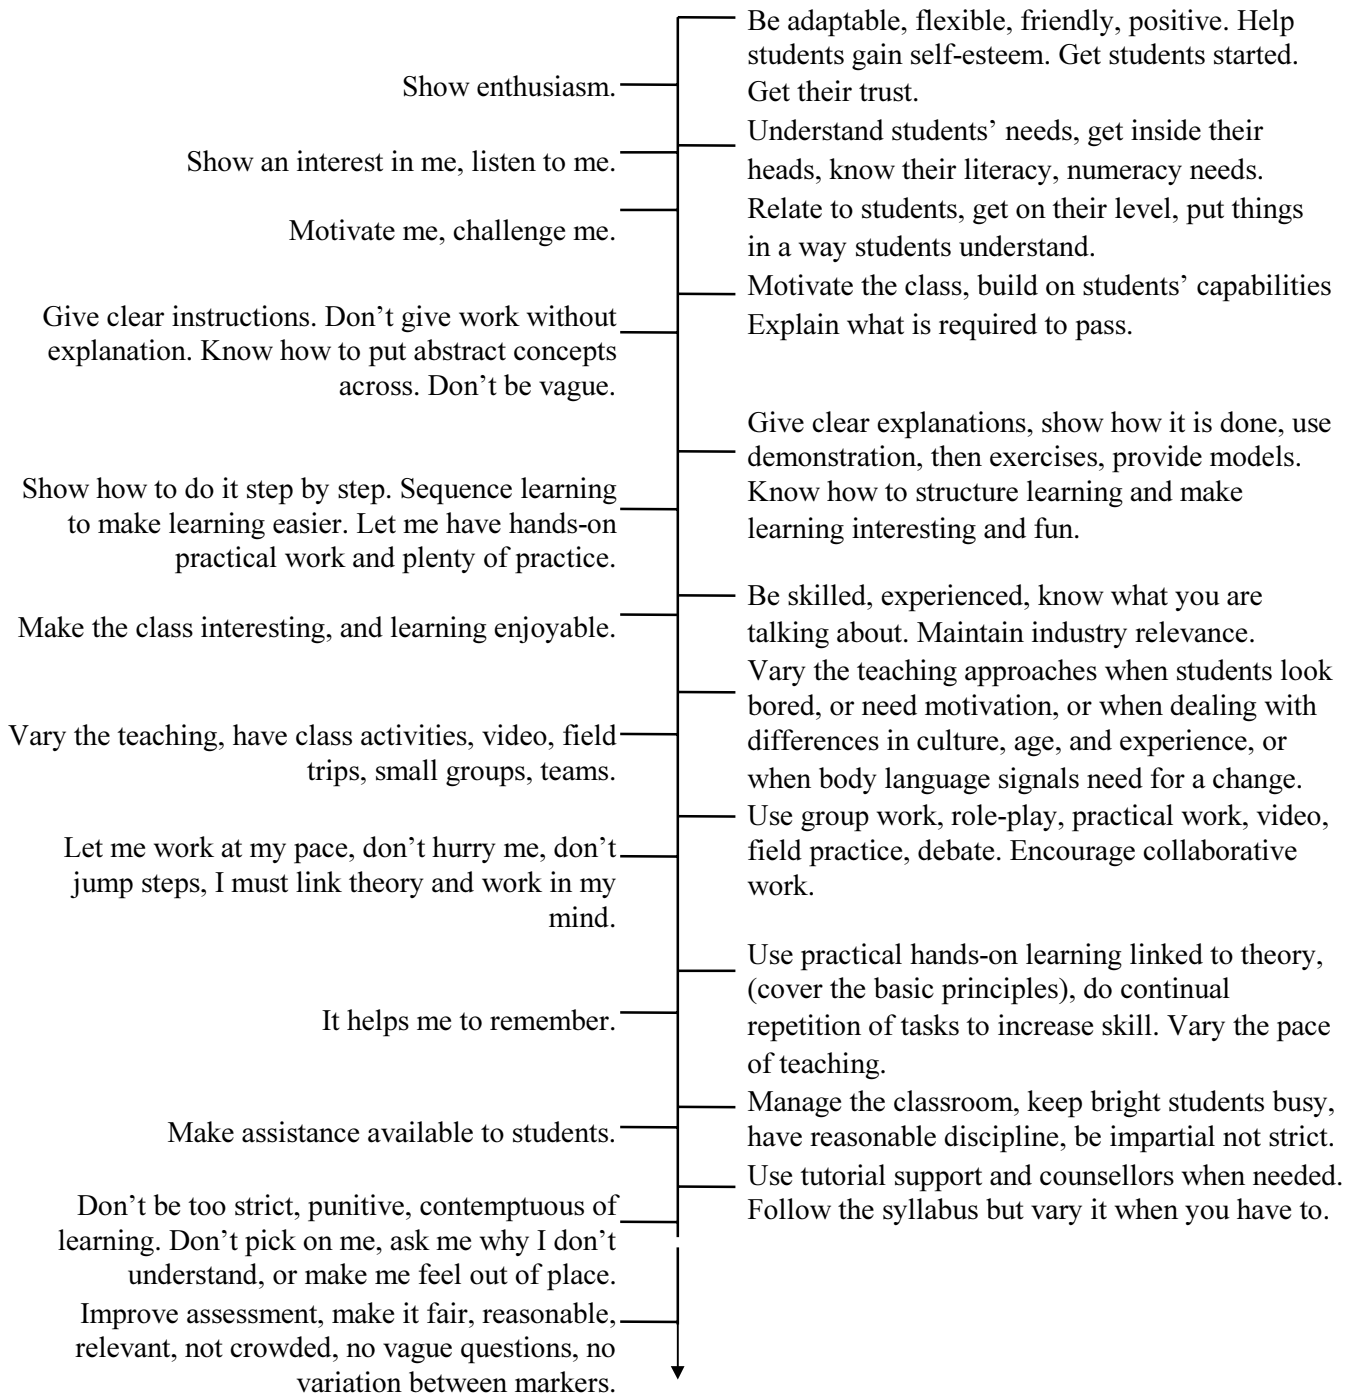 Be adaptable, flexible, friendly, positive. Help
students gain self-esteem. Get students started.
Get their trust.
Show enthusiasm.
Understand students’ needs, get inside their
heads, know their literacy, numeracy needs.
Show an interest in me, listen to me.
Relate to students, get on their level, put things
in a way students understand.
Motivate me, challenge me.
Motivate the class, build on students’ capabilities
Explain what is required to pass.
Give clear instructions. Don’t give work without
explanation. Know how to put abstract concepts
across. Don’t be vague.
Give clear explanations, show how it is done, use
demonstration, then exercises, provide models.
Know how to structure learning and make
learning interesting and fun.
Show how to do it step by step. Sequence learning
to make learning easier. Let me have hands-on
practical work and plenty of practice.
Be skilled, experienced, know what you are
talking about. Maintain industry relevance.
Make the class interesting, and learning enjoyable.
Vary the teaching approaches when students look
bored, or need motivation, or when dealing with
differences in culture, age, and experience, or
when body language signals need for a change.
Vary the teaching, have class activities, video, field
trips, small groups, teams.
Use group work, role-play, practical work, video,
field practice, debate. Encourage collaborative
work.
Let me work at my pace, don’t hurry me, don’t
jump steps, I must link theory and work in my
mind.
Use practical hands-on learning linked to theory,
(cover the basic principles), do continual
repetition of tasks to increase skill. Vary the pace
of teaching.
It helps me to remember.
Manage the classroom, keep bright students busy,
have reasonable discipline, be impartial not strict.
Make assistance available to students.
Use tutorial support and counsellors when needed.
Follow the syllabus but vary it when you have to.
Don’t be too strict, punitive, contemptuous of
learning. Don’t pick on me, ask me why I don’t
understand, or make me feel out of place.
Improve assessment, make it fair, reasonable,
relevant, not crowded, no vague questions, no
variation between markers.